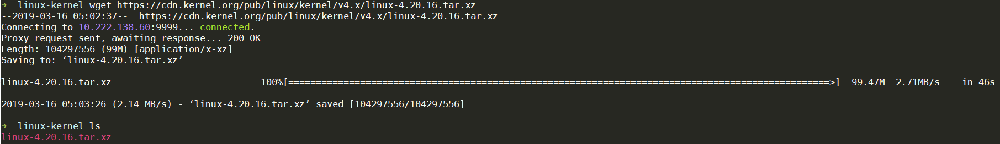 ➜  linux-kernel wget https://cdn.kernel.org/pub/linux/kernel/v4.x/linux-4.20.16.tar.xz
--2019-03-16 05:02:37--  https://cdn.kernel.org/pub/linux/kernel/v4.x/linux-4.20.16.tar.xz
Connecting to 10.222.138.60:9999... connected.
Proxy request sent, awaiting response... 200 OK
Length: 104297556 (99M) [application/x-xz]
Saving to: ‘linux-4.20.16.tar.xz’
linux-4.20.16.tar.xz                           100%[==================================================================================================>]  99.47M  2.71MB/s    in 46s
2019-03-16 05:03:26 (2.14 MB/s) - ‘linux-4.20.16.tar.xz’ saved [104297556/104297556]
➜  linux-kernel ls
linux-4.20.16.tar.xz